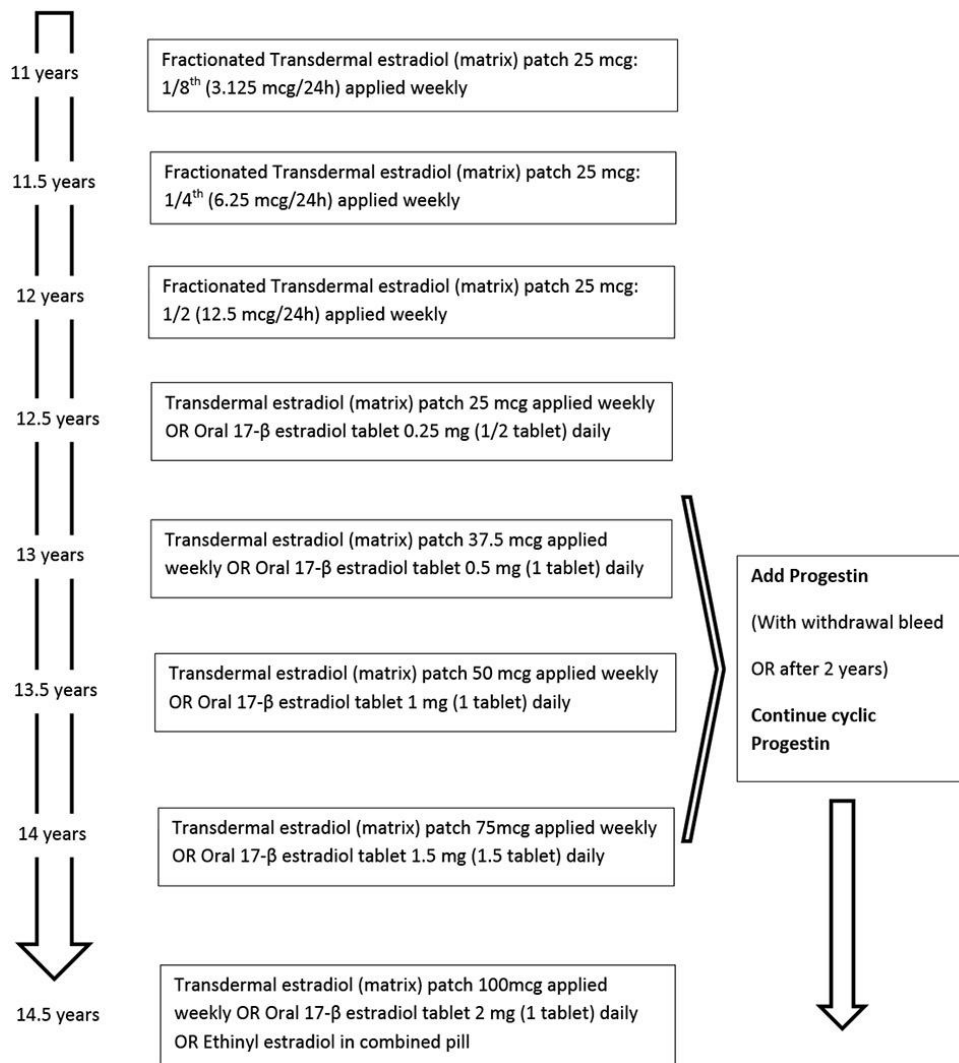 11 years
Fractionated Transdermal estradiol (matrix) patch 25 mcg:
1/8th (3.125 mcg/24h) applied weekly
11.5 years
Fractionated Transdermal estradiol (matrix) patch 25 mcg:
1/4th (6.25 mcg/24h) applied weekly
12 years
Fractionated Transdermal estradiol (matrix) patch 25 mcg:
1/2 (12.5 mcg/24h) applied weekly
12.5 years
Transdermal estradiol (matrix) patch 25 mcg applied weekly
OR Oral 17-β estradiol tablet 0.25 mg (1/2 tablet) daily
13 years
Transdermal estradiol (matrix) patch 37.5 mcg applied
weekly OR Oral 17-β estradiol tablet 0.5 mg (1 tablet) daily
13.5 years
Transdermal estradiol (matrix) patch 50 mcg applied weekly
OR Oral 17-β estradiol tablet 1 mg (1 tablet) daily
14 years
Transdermal estradiol (matrix) patch 75mcg applied weekly
OR Oral 17-β estradiol tablet 1.5 mg (1.5 tablet) daily
Add Progestin
(With withdrawal bleed
OR after 2 years)
Continue cyclic
Progestin
14.5 years
Transdermal estradiol (matrix) patch 100mcg applied
weekly OR Oral 17-β estradiol tablet 2 mg (1 tablet) daily
OR Ethinyl estradiol in combined pill